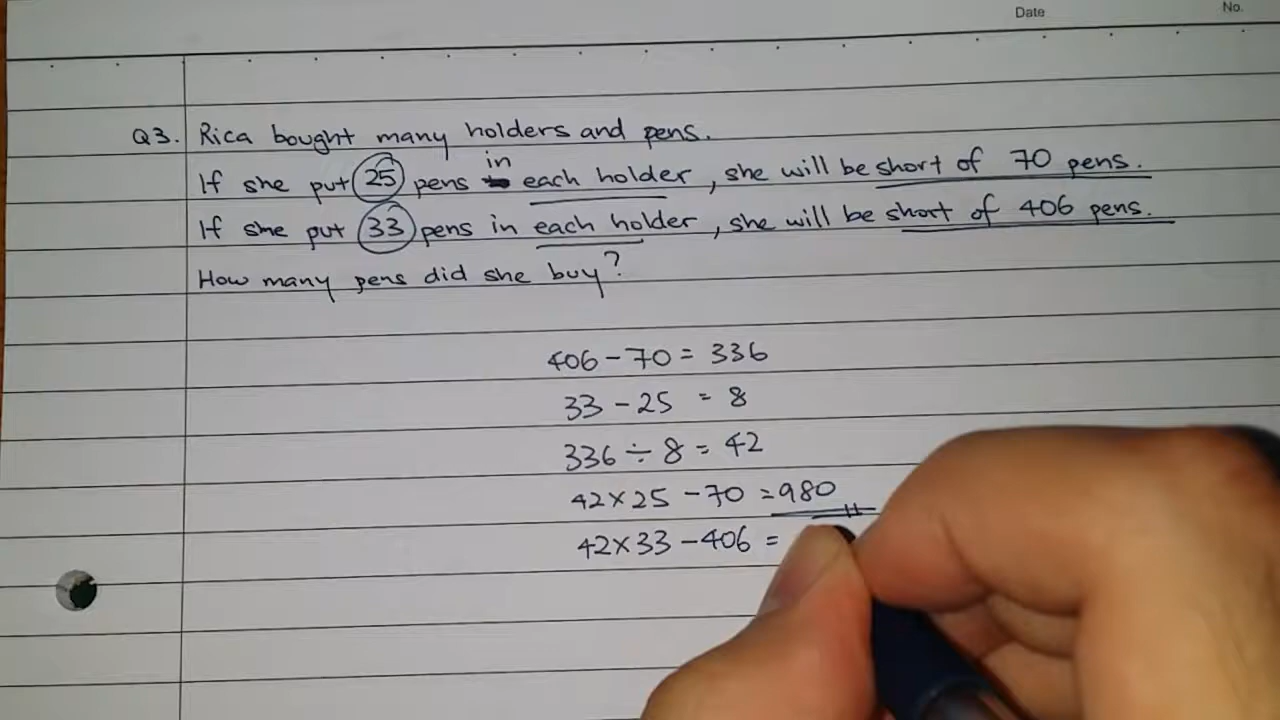 Date No.
Q3. Rica bought many holders and pens.
If she put 25 pens in each holder, she will be short of 70 pens.
If she put 33 pens in each holder, she will be short of 406 pens.
How many pens did she buy?
406 - 70 = 336
33 - 25 = 8
336 ÷ 8 = 42
42 × 25 - 70 = 980
42 × 33 - 406 =